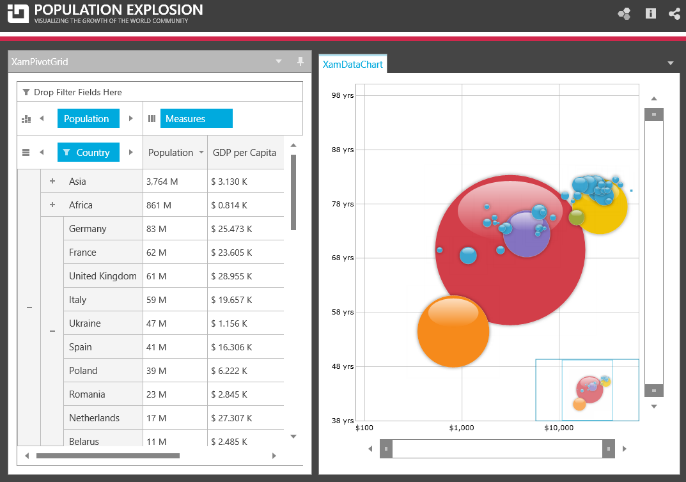 POPULATION EXPLOSION
VISUALIZING THE GROWTH OF THE WORLD COMMUNITY
XamPivotGrid
Drop Filter Fields Here
Population
Measures
Country
Population
GDP per Capita
Asia 3,764 M $ 3.130 K
Africa 861 M $ 0.814 K
Germany 83 M $ 25.473 K
France 62 M $ 23.605 K
United Kingdom 61 M $ 28.955 K
Italy 59 M $ 19.657 K
Ukraine 47 M $ 1.156 K
Spain 41 M $ 16.306 K
Poland 39 M $ 6.222 K
Romania 23 M $ 2.845 K
Netherlands 17 M $ 27.307 K
Belarus 11 M $ 2.485 K
XamDataChart
98 yrs
88 yrs
78 yrs
68 yrs
58 yrs
48 yrs
38 yrs
$100 $1,000 $10,000